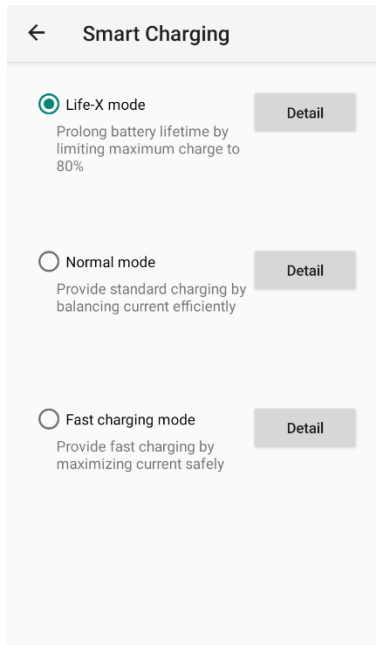 Smart Charging
Life-X mode
Detail
Prolong battery lifetime by
limiting maximum charge to
80%
Normal mode
Detail
Provide standard charging by
balancing current efficiently
Fast charging mode
Detail
Provide fast charging by
maximizing current safely